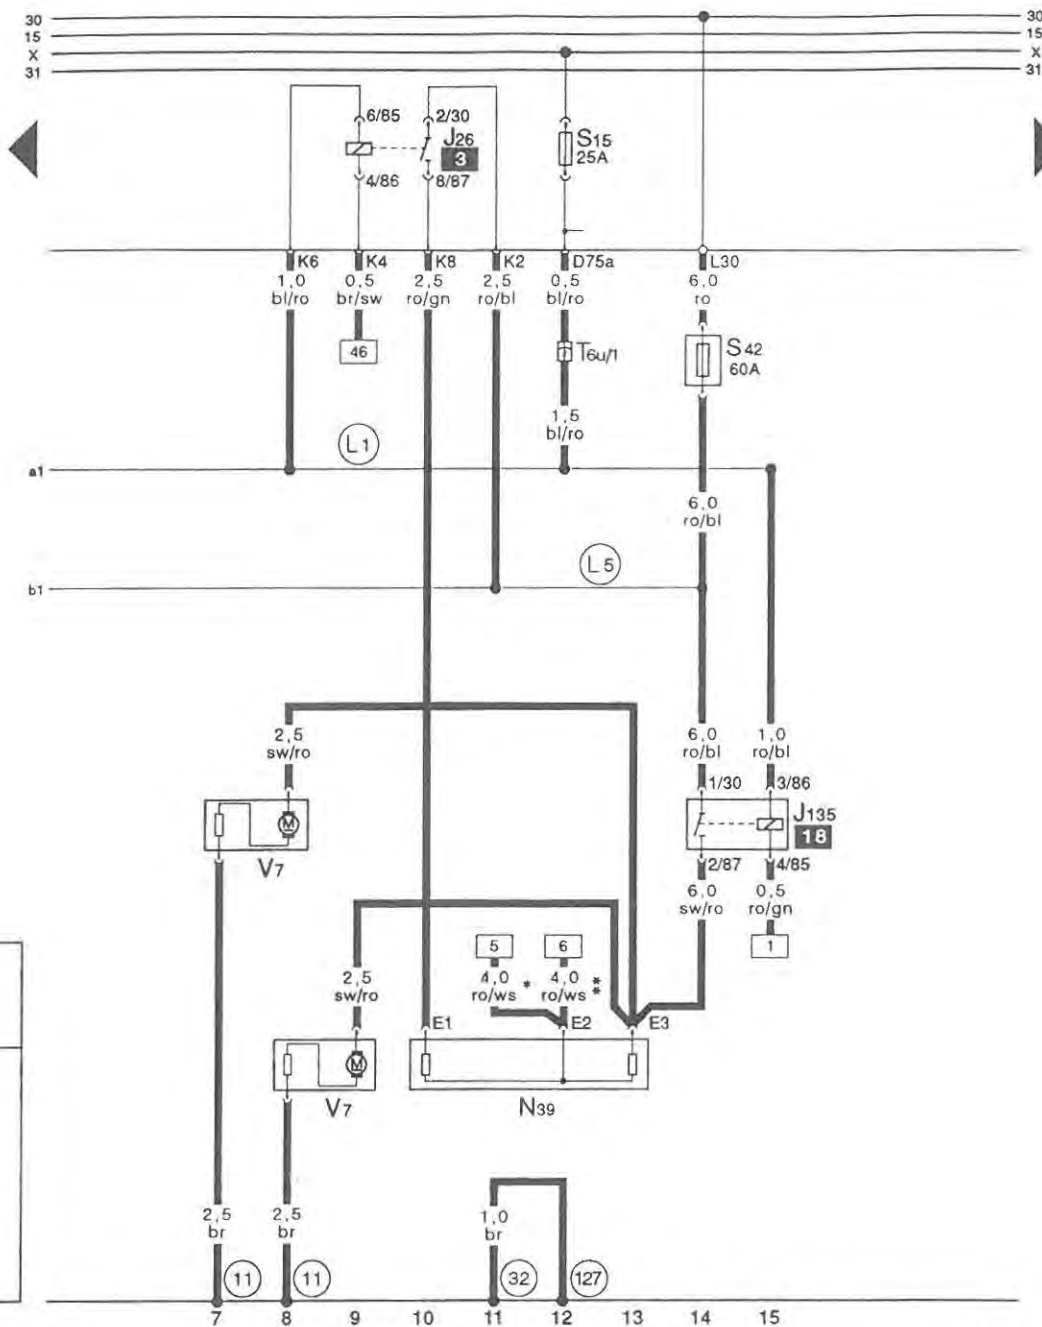 30 30
15 15
X X
31 31
6/85 2/30
J26
3
4/86 8/87
S15
25A
K6 K4 K8 K2 D75a L30
1,0 0,5 2,5 2,5 0,5 6,0
bl/ro br/sw ro/gn ro/bl bl/ro ro
46
T6u/1
S42
60A
1,5
bl/ro
L1
a1
6,0
ro/bl
L5
b1
2,5 6,0 1,0
sw/ro ro/bl ro/bl
1/30 3/86
J135
18
V7
2/87 4/85
6,0 0,5
sw/ro ro/gn
5 6 1
2,5 4,0 * 4,0 **
sw/ro ro/ws ro/ws
E1 E2 E3
V7 N39
2,5 2,5 1,0
br br br
11 11 32 127
7 8 9 10 11 12 13 14 15